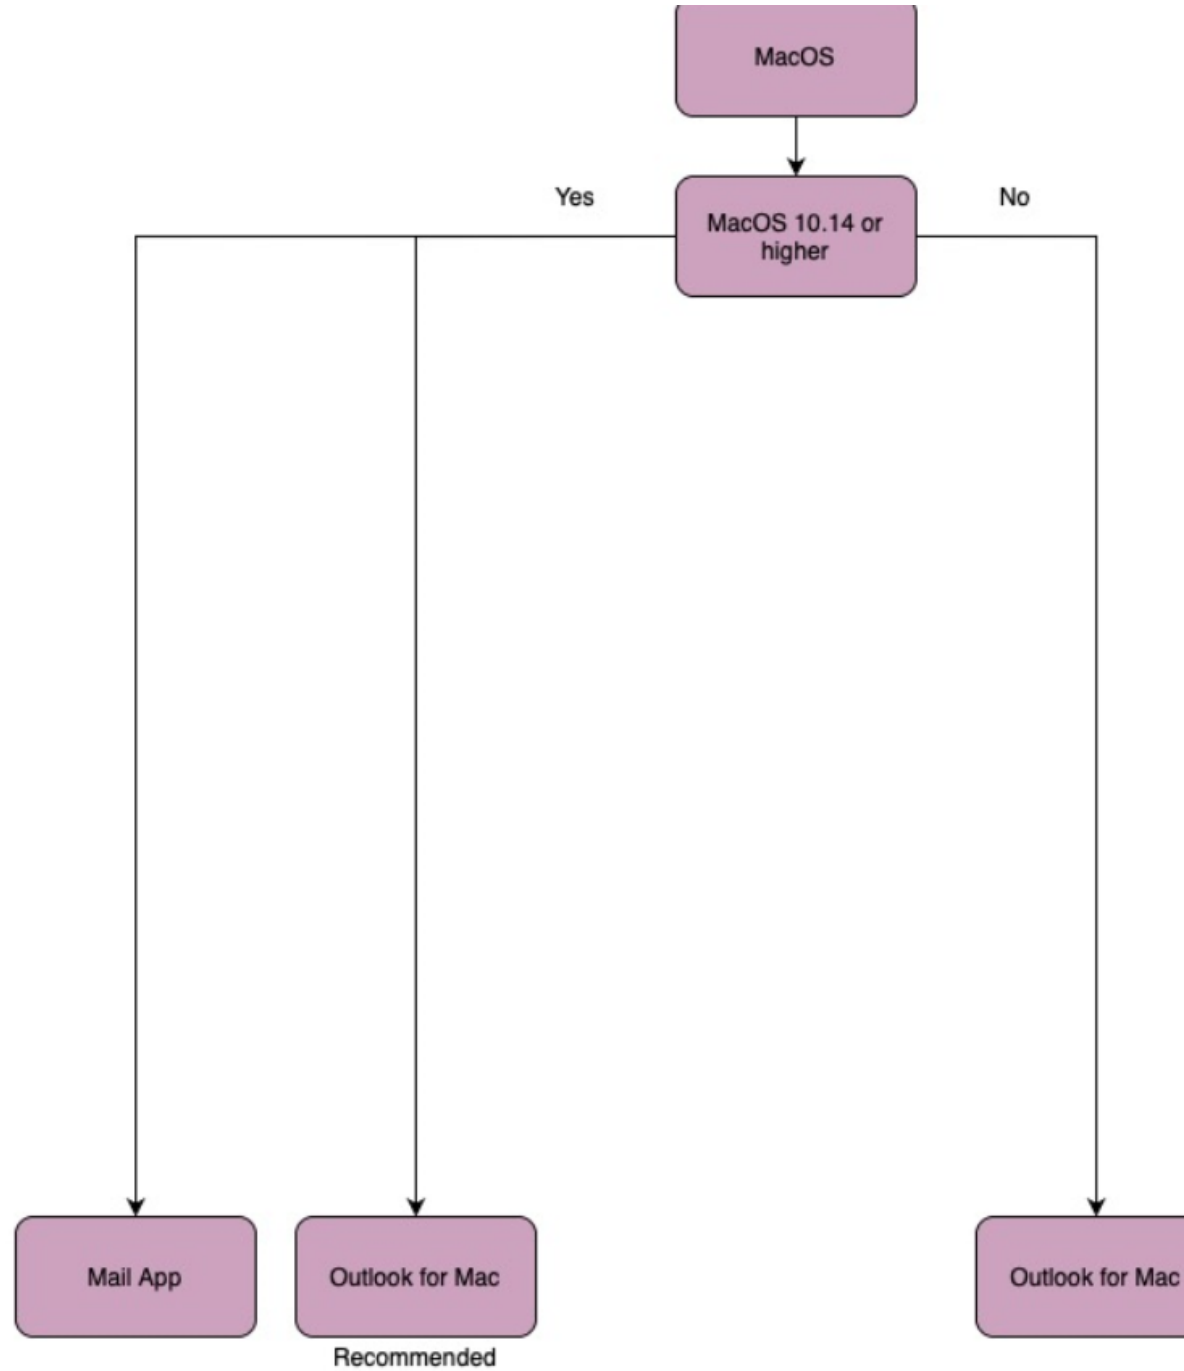 MacOS
Yes
No
MacOS 10.14 or
higher
Mail App
Outlook for Mac
Outlook for Mac
Recommended